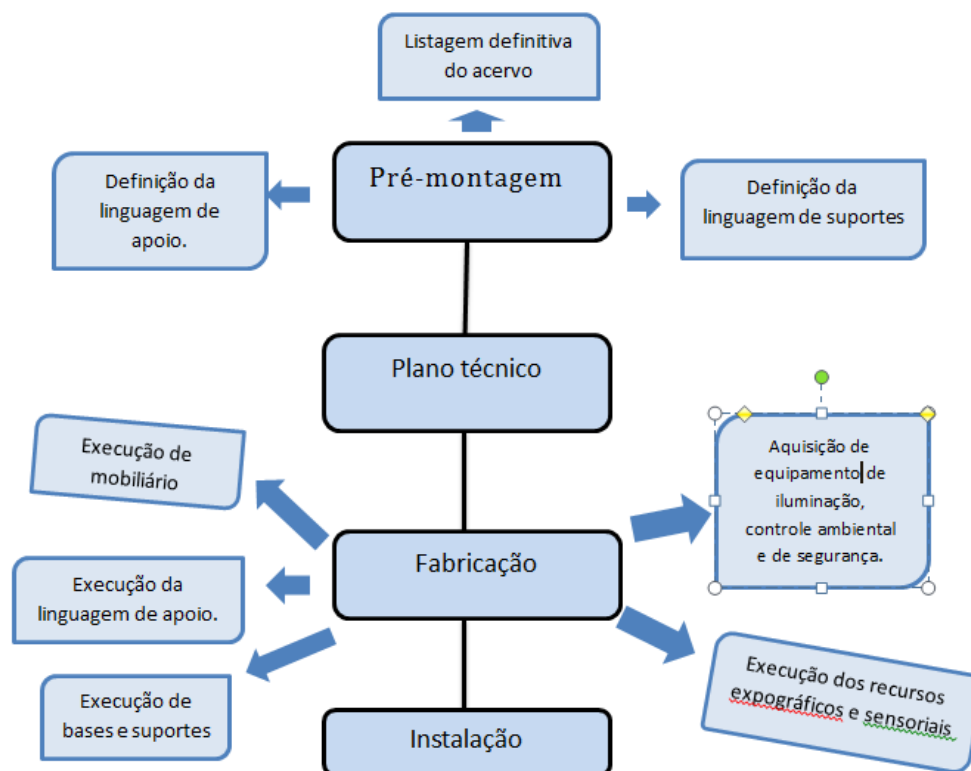 Listagem definitiva
do acervo
Pré-montagem
Definição da
linguagem de
apoio.
Definição da
linguagem de suportes
Plano técnico
Execução de
mobiliário
Aquisição de
equipamento de
iluminação,
controle ambiental
e de segurança.
Fabricação
Execução da
linguagem de apoio.
Execução de
bases e suportes
Execução dos recursos
expográficos e sensoriais
Instalação